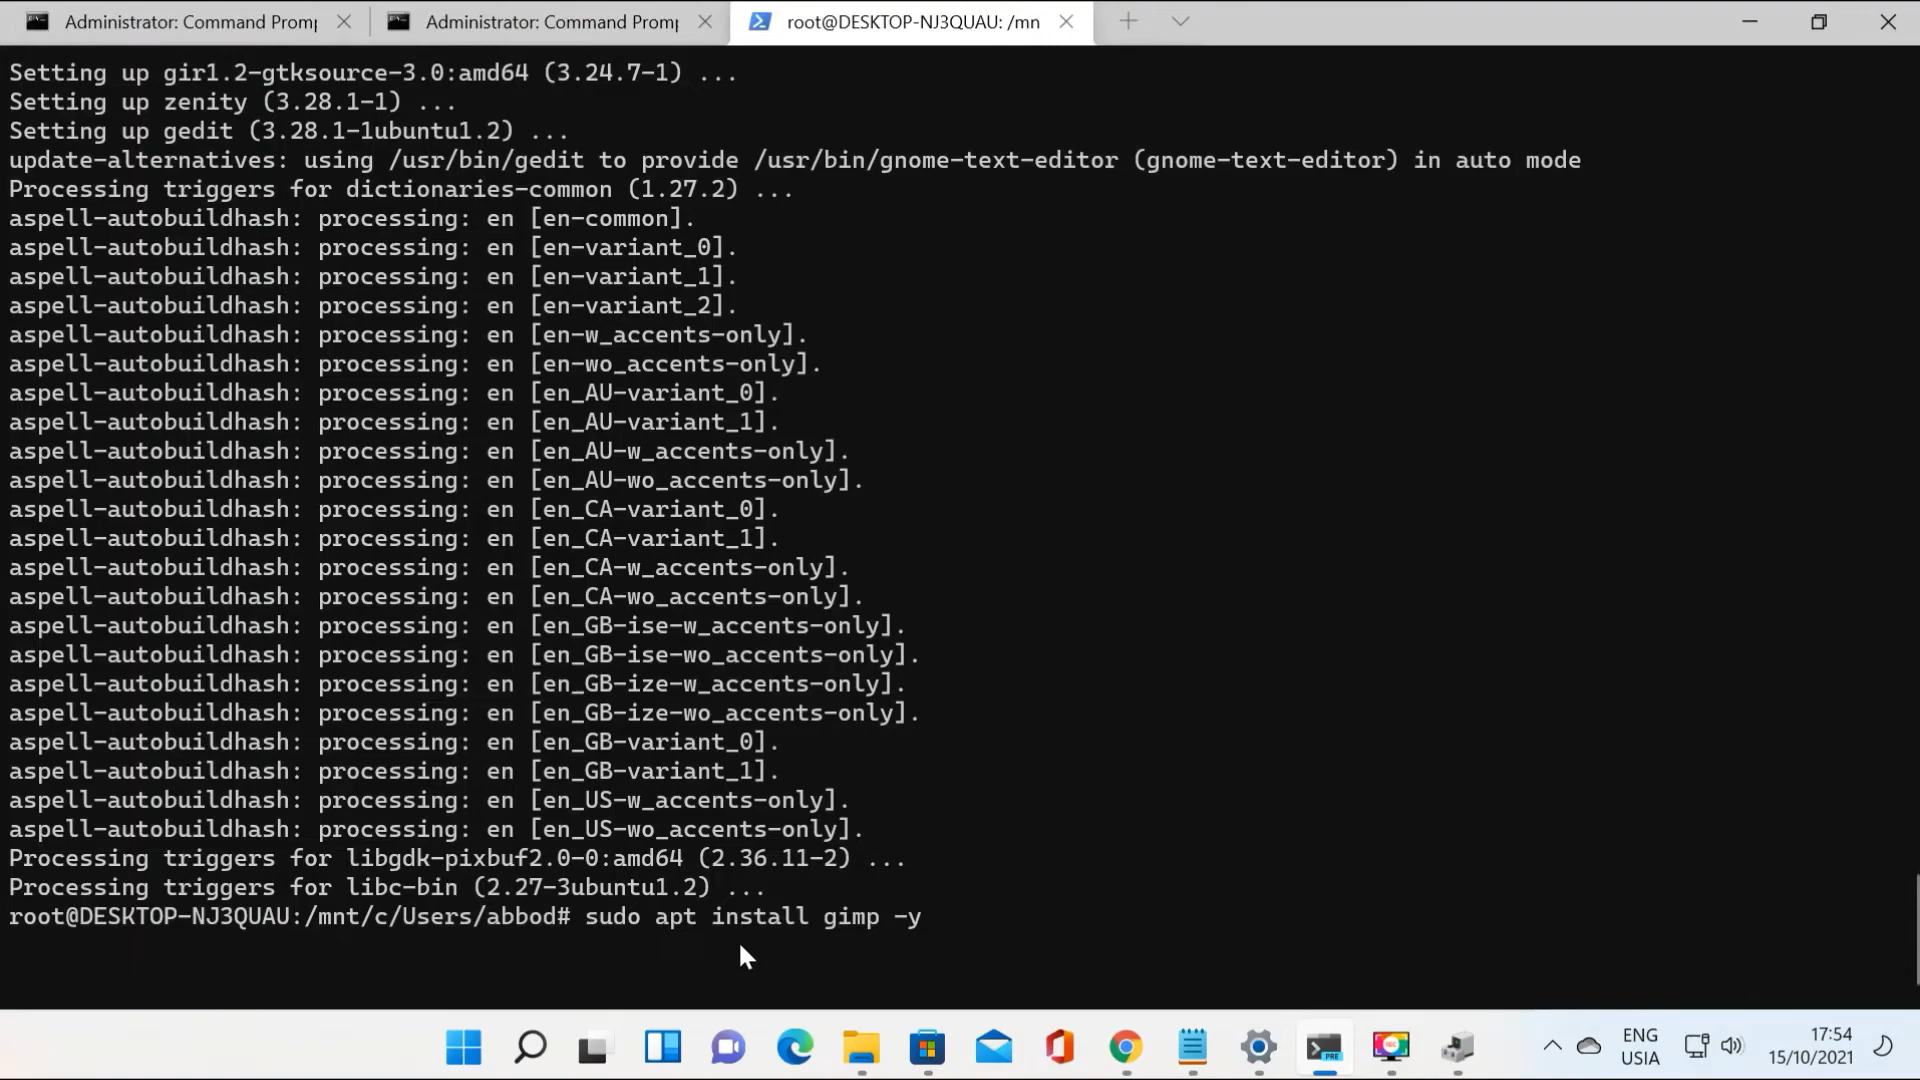 Administrator: Command Promp
Administrator: Command Promp
root@DESKTOP-NJ3QUAU: /mn
Setting up gir1.2-gtksource-3.0:amd64 (3.24.7-1) ...
Setting up zenity (3.28.1-1) ...
Setting up gedit (3.28.1-1ubuntu1.2) ...
update-alternatives: using /usr/bin/gedit to provide /usr/bin/gnome-text-editor (gnome-text-editor) in auto mode
Processing triggers for dictionaries-common (1.27.2) ...
aspell-autobuildhash: processing: en [en-common].
aspell-autobuildhash: processing: en [en-variant_0].
aspell-autobuildhash: processing: en [en-variant_1].
aspell-autobuildhash: processing: en [en-variant_2].
aspell-autobuildhash: processing: en [en-w_accents-only].
aspell-autobuildhash: processing: en [en-wo_accents-only].
aspell-autobuildhash: processing: en [en_AU-variant_0].
aspell-autobuildhash: processing: en [en_AU-variant_1].
aspell-autobuildhash: processing: en [en_AU-w_accents-only].
aspell-autobuildhash: processing: en [en_AU-wo_accents-only].
aspell-autobuildhash: processing: en [en_CA-variant_0].
aspell-autobuildhash: processing: en [en_CA-variant_1].
aspell-autobuildhash: processing: en [en_CA-w_accents-only].
aspell-autobuildhash: processing: en [en_CA-wo_accents-only].
aspell-autobuildhash: processing: en [en_GB-ise-w_accents-only].
aspell-autobuildhash: processing: en [en_GB-ise-wo_accents-only].
aspell-autobuildhash: processing: en [en_GB-ize-w_accents-only].
aspell-autobuildhash: processing: en [en_GB-ize-wo_accents-only].
aspell-autobuildhash: processing: en [en_GB-variant_0].
aspell-autobuildhash: processing: en [en_GB-variant_1].
aspell-autobuildhash: processing: en [en_US-w_accents-only].
aspell-autobuildhash: processing: en [en_US-wo_accents-only].
Processing triggers for libgdk-pixbuf2.0-0:amd64 (2.36.11-2) ...
Processing triggers for libc-bin (2.27-3ubuntu1.2) ...
root@DESKTOP-NJ3QUAU:/mnt/c/Users/abbod# sudo apt install gimp -y
PRE
REC
ENG
USIA
17:54
15/10/2021